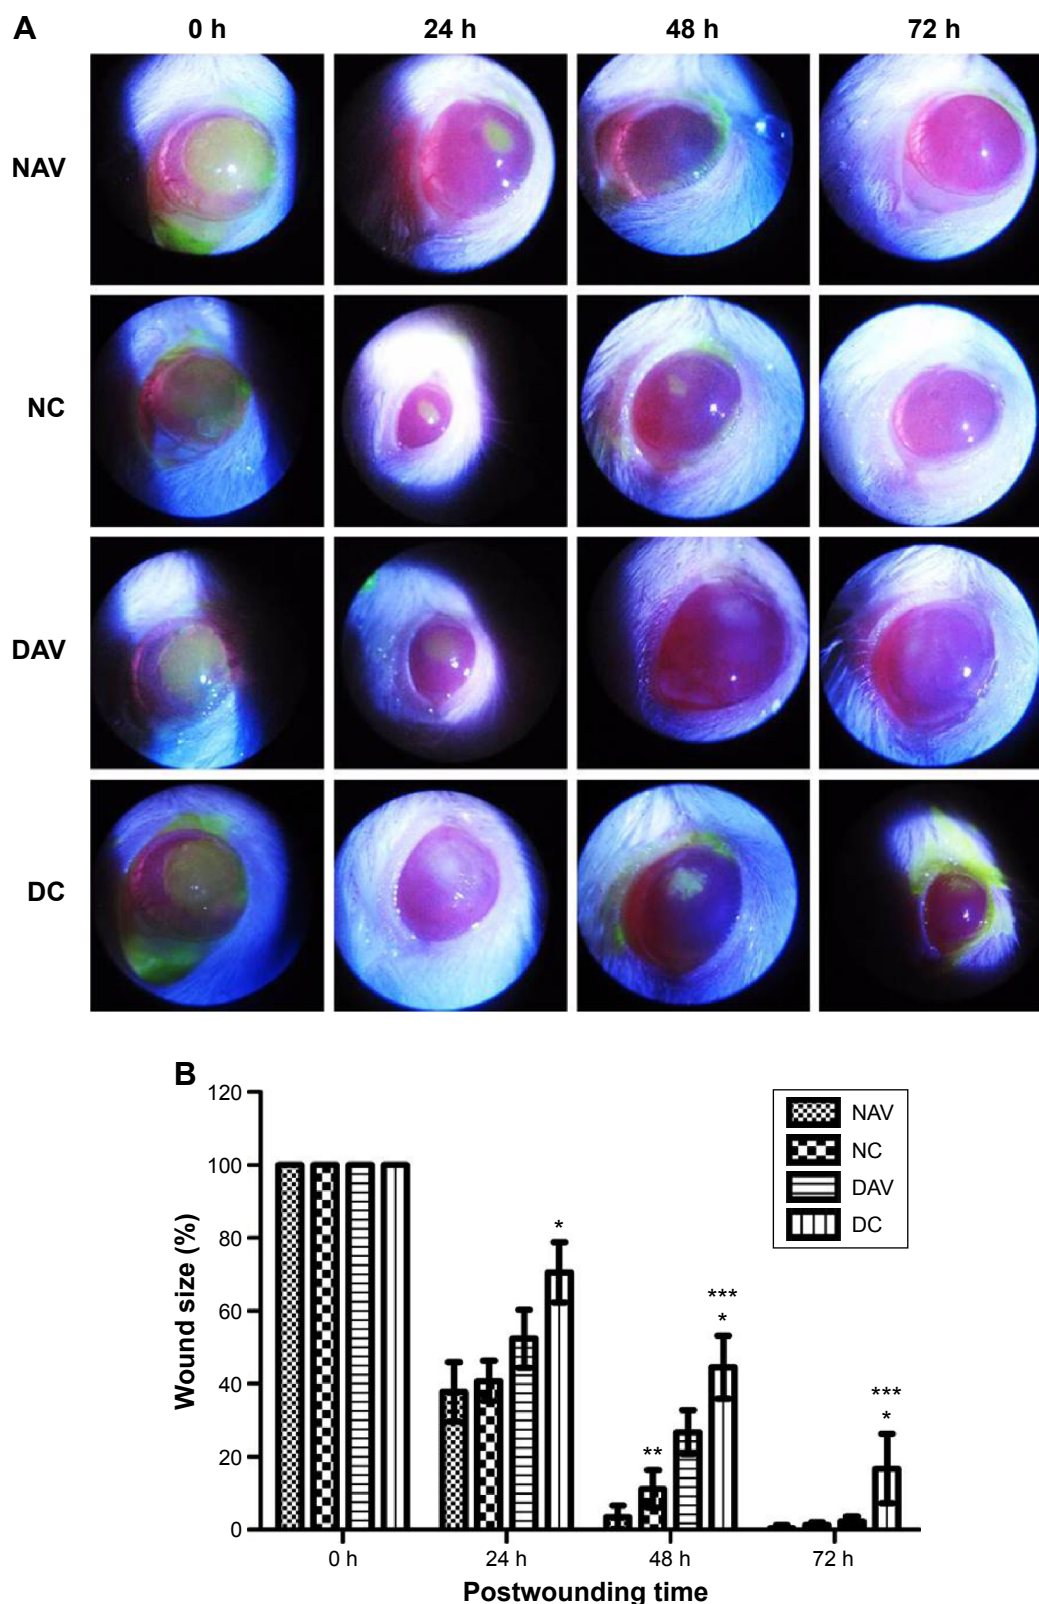 A
0 h 24 h 48 h 72 h
NAV
NC
DAV
DC
B
120
100
80
60
40
20
0
Wound size (%)
NAV
NC
DAV
DC
*
**
***
*
***
*
0 h 24 h 48 h 72 h
Postwounding time